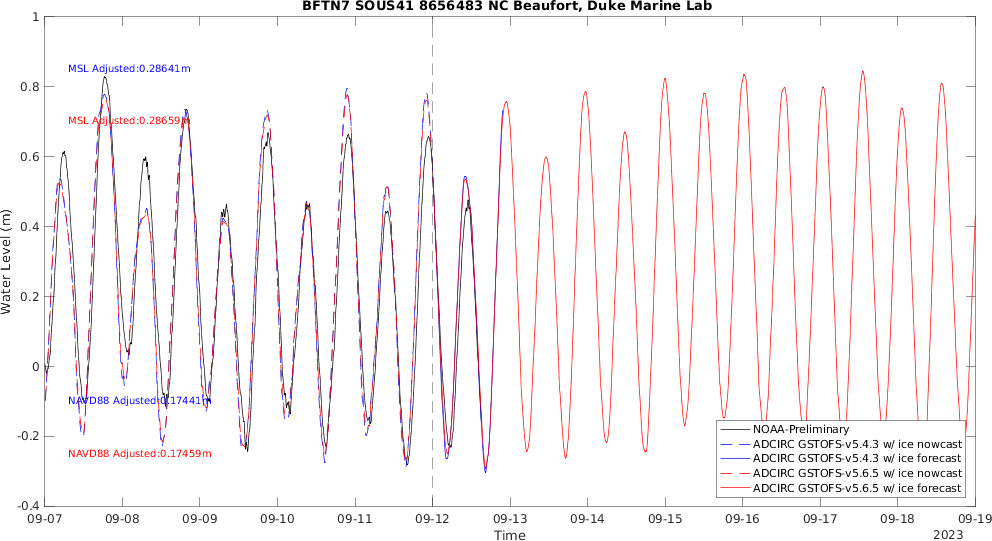 BFTN7 SOUS41 8656483 NC Beaufort, Duke Marine Lab
1
0.8
0.6
0.4
0.2
0
-0.2
-0.4
Water Level (m)
MSL Adjusted:0.28641m
MSL Adjusted:0.28659m
NAVD88 Adjusted:0.17441m
NAVD88 Adjusted:0.17459m
NOAA-Preliminary
ADCIRC GSTOFS-v5.4.3 w/ ice nowcast
ADCIRC GSTOFS-v5.4.3 w/ ice forecast
ADCIRC GSTOFS-v5.6.5 w/ ice nowcast
ADCIRC GSTOFS-v5.6.5 w/ ice forecast
09-07 09-08 09-09 09-10 09-11 09-12 09-13 09-14 09-15 09-16 09-17 09-18 09-19
Time
2023